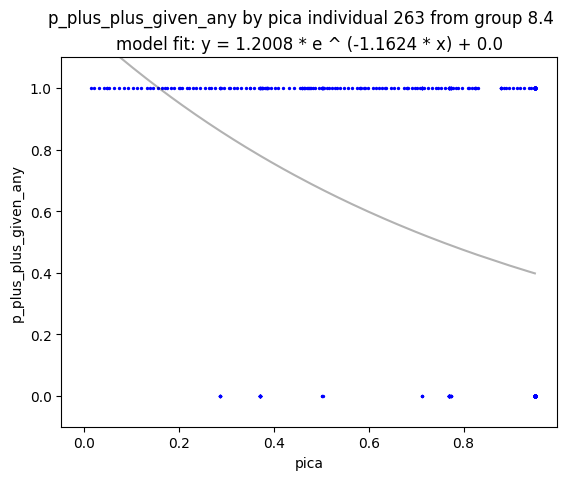 p_plus_plus_given_any by pica individual 263 from group 8.4
model fit: y = 1.2008 * e ^ (-1.1624 * x) + 0.0
1.0
0.8
0.6
0.4
0.2
0.0
p_plus_plus_given_any
0.0 0.2 0.4 0.6 0.8
pica